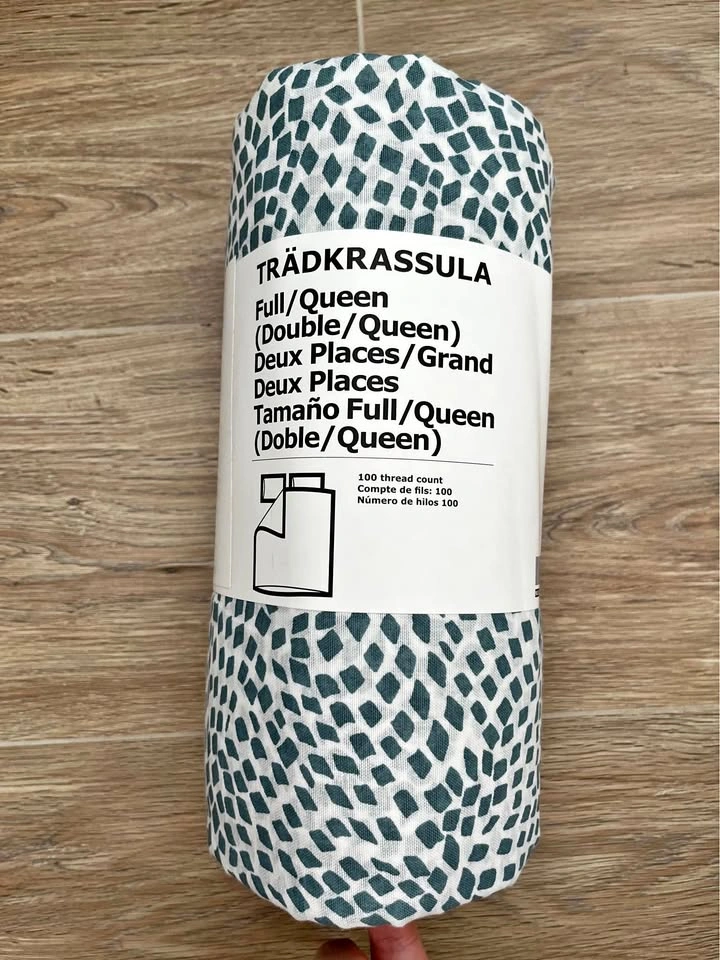 TRÄDKRASSULA
Full/Queen
(Double/Queen)
Deux Places/Grand
Deux Places
Tamaño Full/Queen
(Doble/Queen)
100 thread count
Compte de fils: 100
Número de hilos 100